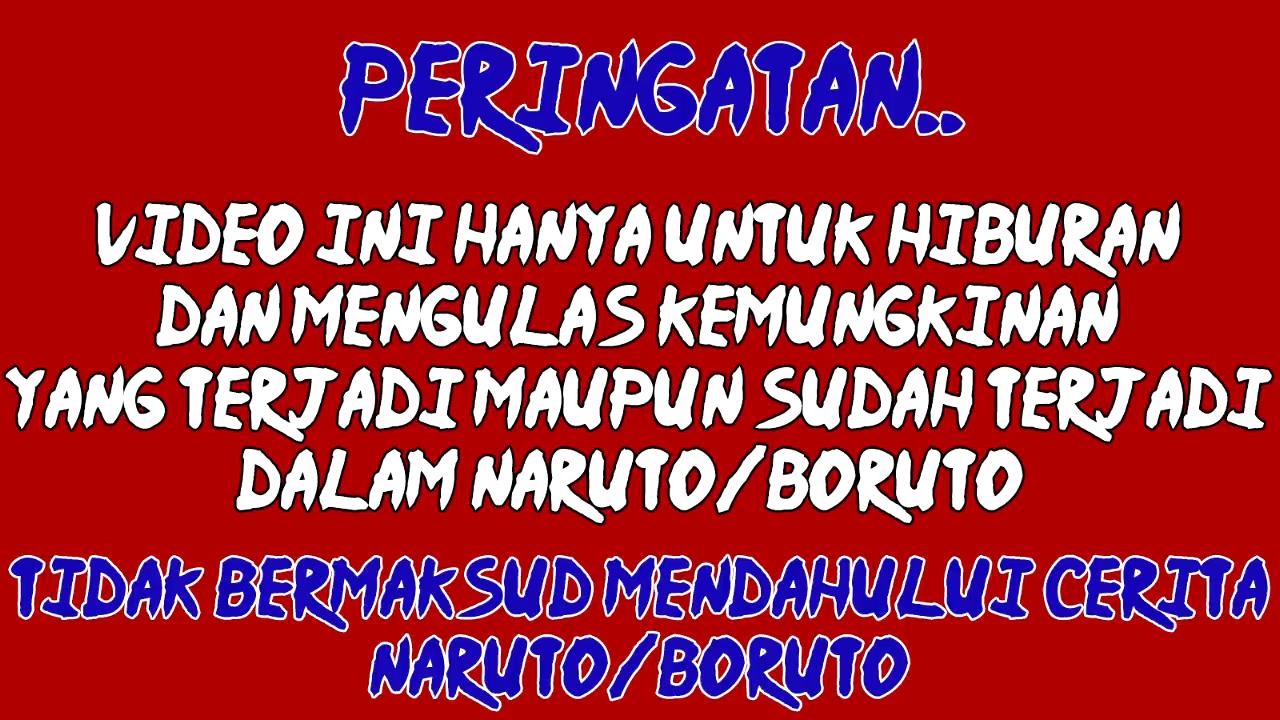 PERINGATAN..
VIDEO INI HANYA UNTUK HIBURAN
DAN MENGULAS KEMUNGKINAN
YANG TERJADI MAUPUN SUDAH TERJADI
DALAM NARUTO/BORUTO
TIDAK BERMAKSUD MENDAHULUI CERITA
NARUTO/BORUTO